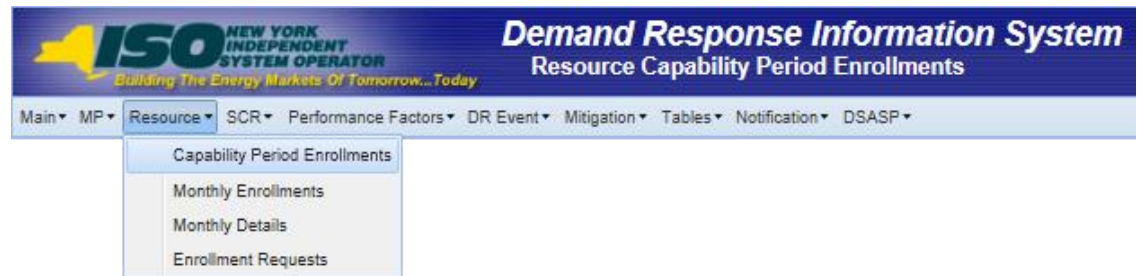 ISO NEW YORK
INDEPENDENT
SYSTEM OPERATOR
Building The Energy Markets Of Tomorrow...Today
Demand Response Information System
Resource Capability Period Enrollments
Main MP Resource SCR Performance Factors DR Event Mitigation Tables Notification DSASP
Capability Period Enrollments
Monthly Enrollments
Monthly Details
Enrollment Requests